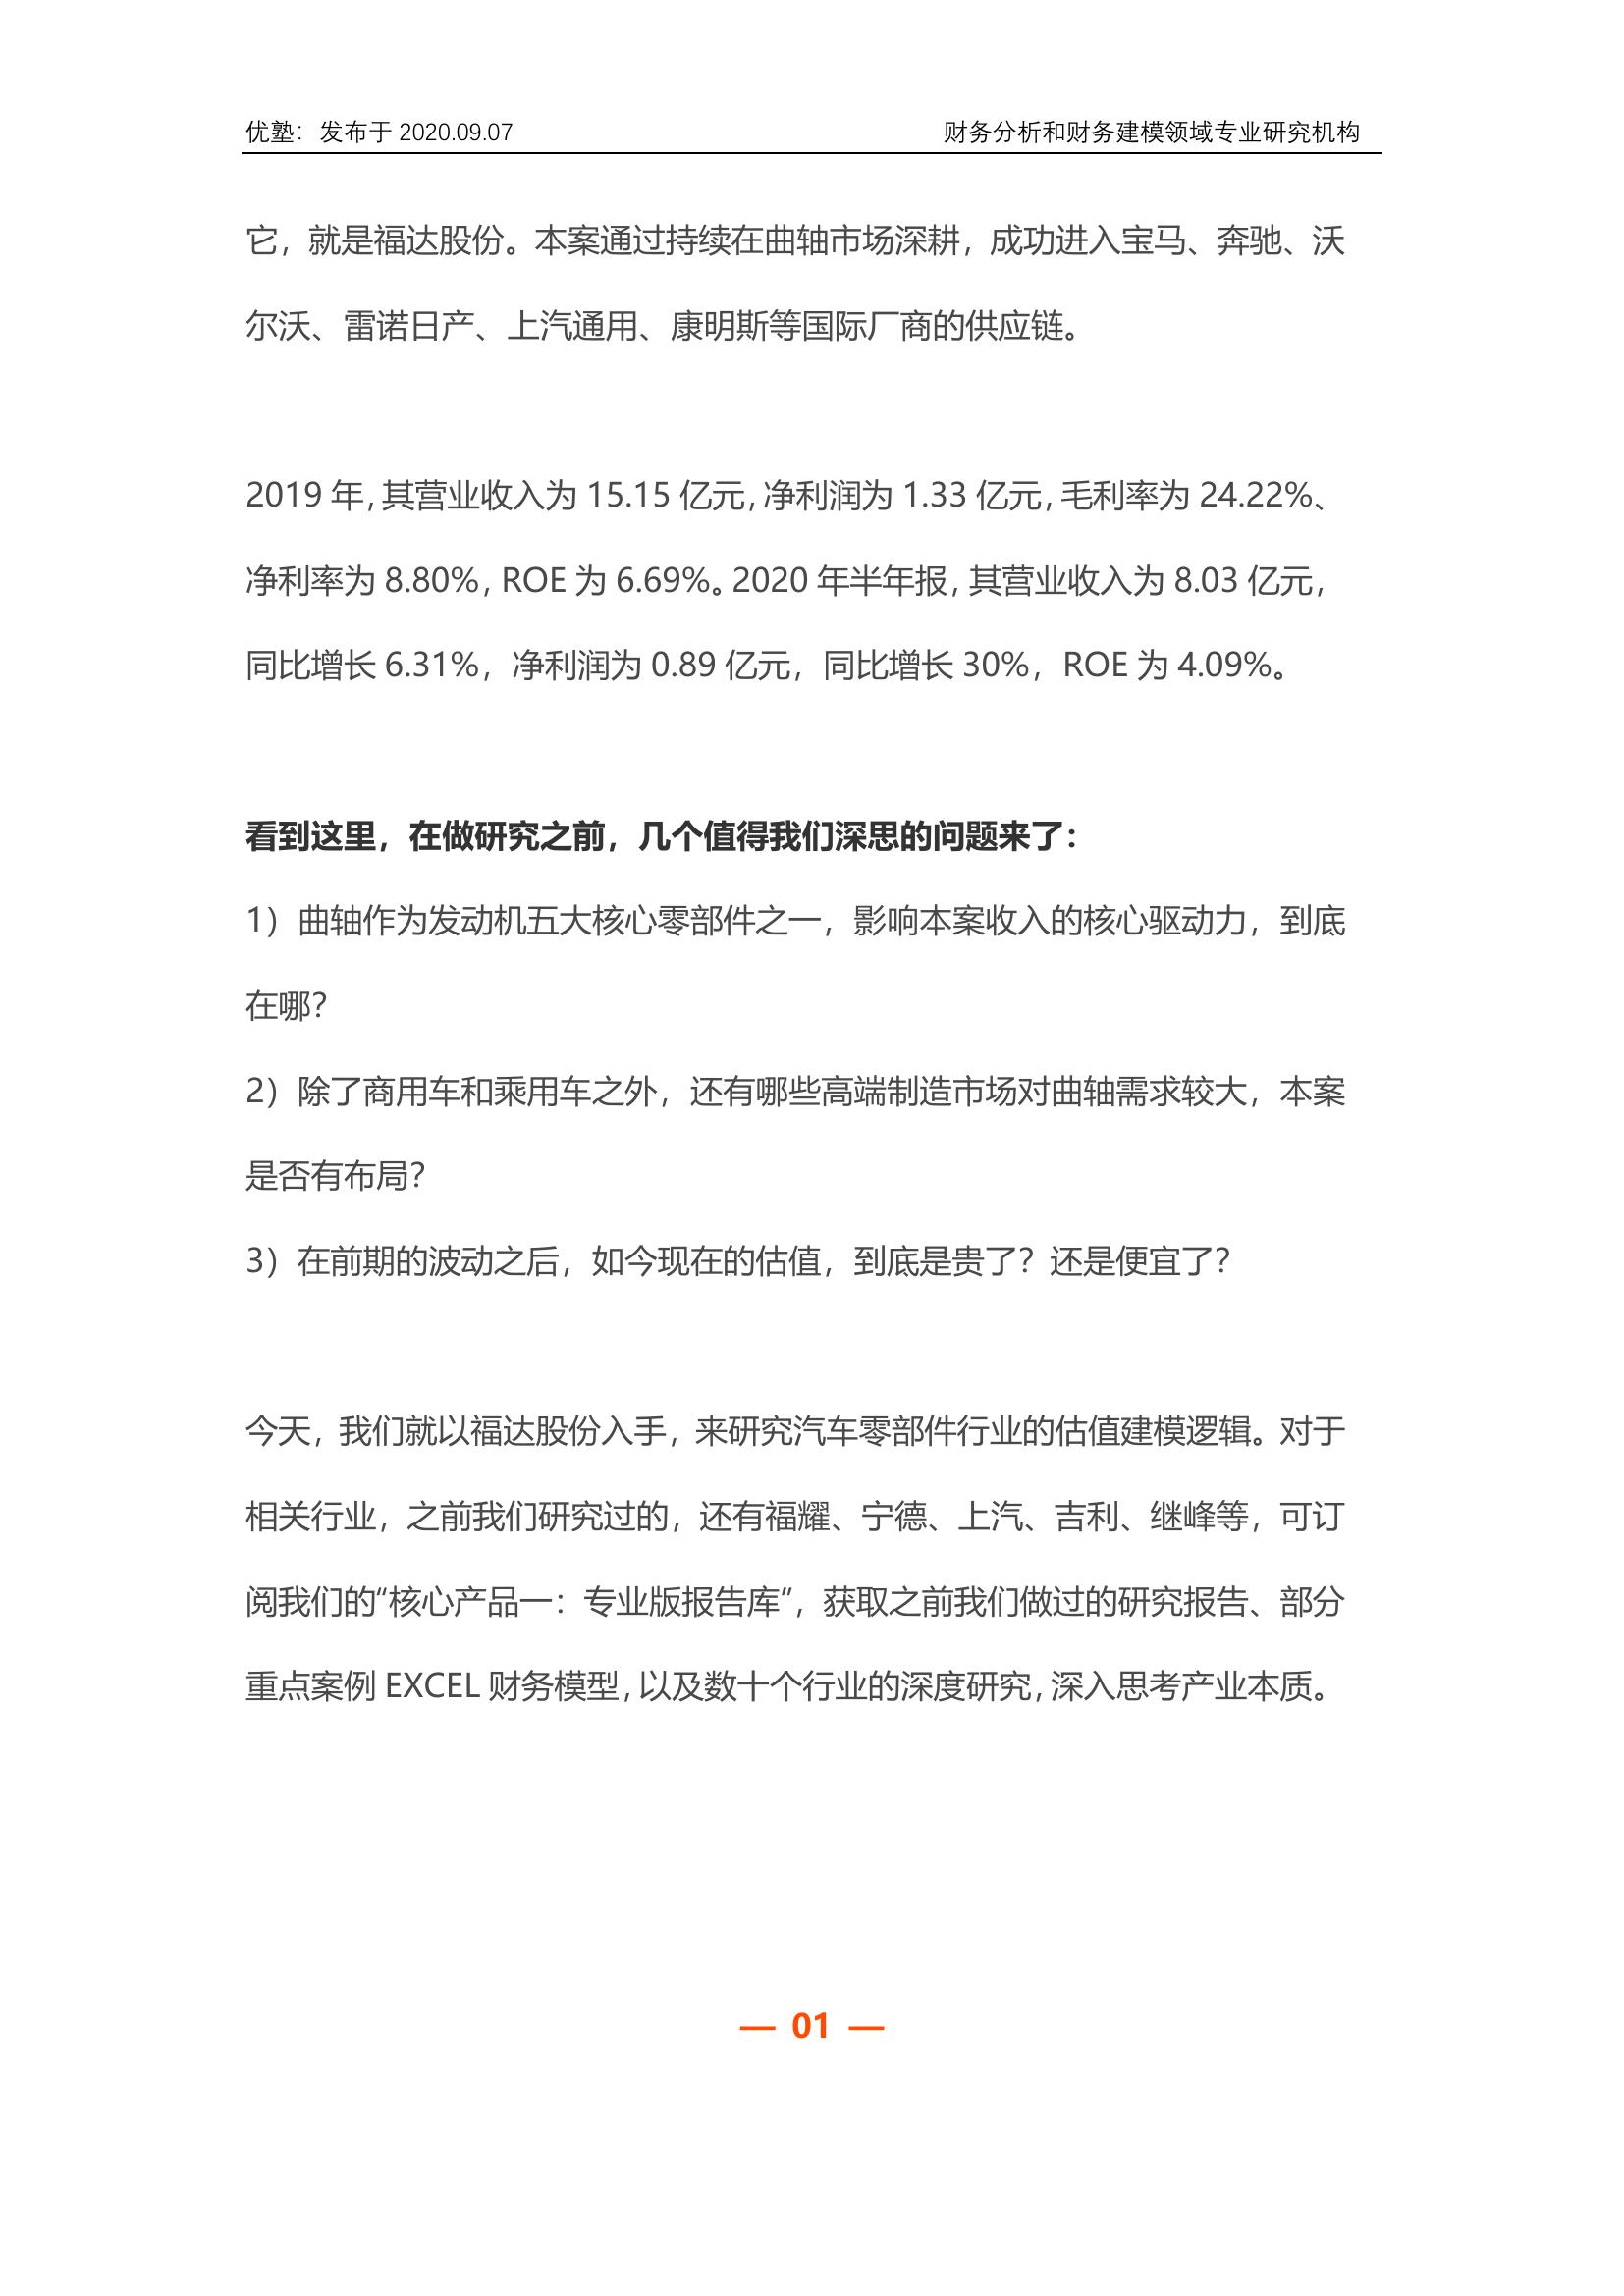 优塾：发布于 2020.09.07 财务分析和财务建模领域专业研究机构
它，就是福达股份。本案通过持续在曲轴市场深耕，成功进入宝马、奔驰、沃
尔沃、雷诺日产、上汽通用、康明斯等国际厂商的供应链。
2019 年，其营业收入为 15.15 亿元，净利润为 1.33 亿元，毛利率为 24.22%、
净利率为 8.80%，ROE 为 6.69%。2020 年半年报，其营业收入为 8.03 亿元，
同比增长 6.31%，净利润为 0.89 亿元，同比增长 30%，ROE 为 4.09%。
看到这里，在做研究之前，几个值得我们深思的问题来了：
1）曲轴作为发动机五大核心零部件之一，影响本案收入的核心驱动力，到底
在哪？
2）除了商用车和乘用车之外，还有哪些高端制造市场对曲轴需求较大，本案
是否有布局？
3）在前期的波动之后，如今现在的估值，到底是贵了？还是便宜了？
今天，我们就以福达股份入手，来研究汽车零部件行业的估值建模逻辑。对于
相关行业，之前我们研究过的，还有福耀、宁德、上汽、吉利、继峰等，可订
阅我们的“核心产品一：专业版报告库”，获取之前我们做过的研究报告、部分
重点案例 EXCEL 财务模型，以及数十个行业的深度研究，深入思考产业本质。
— 01 —